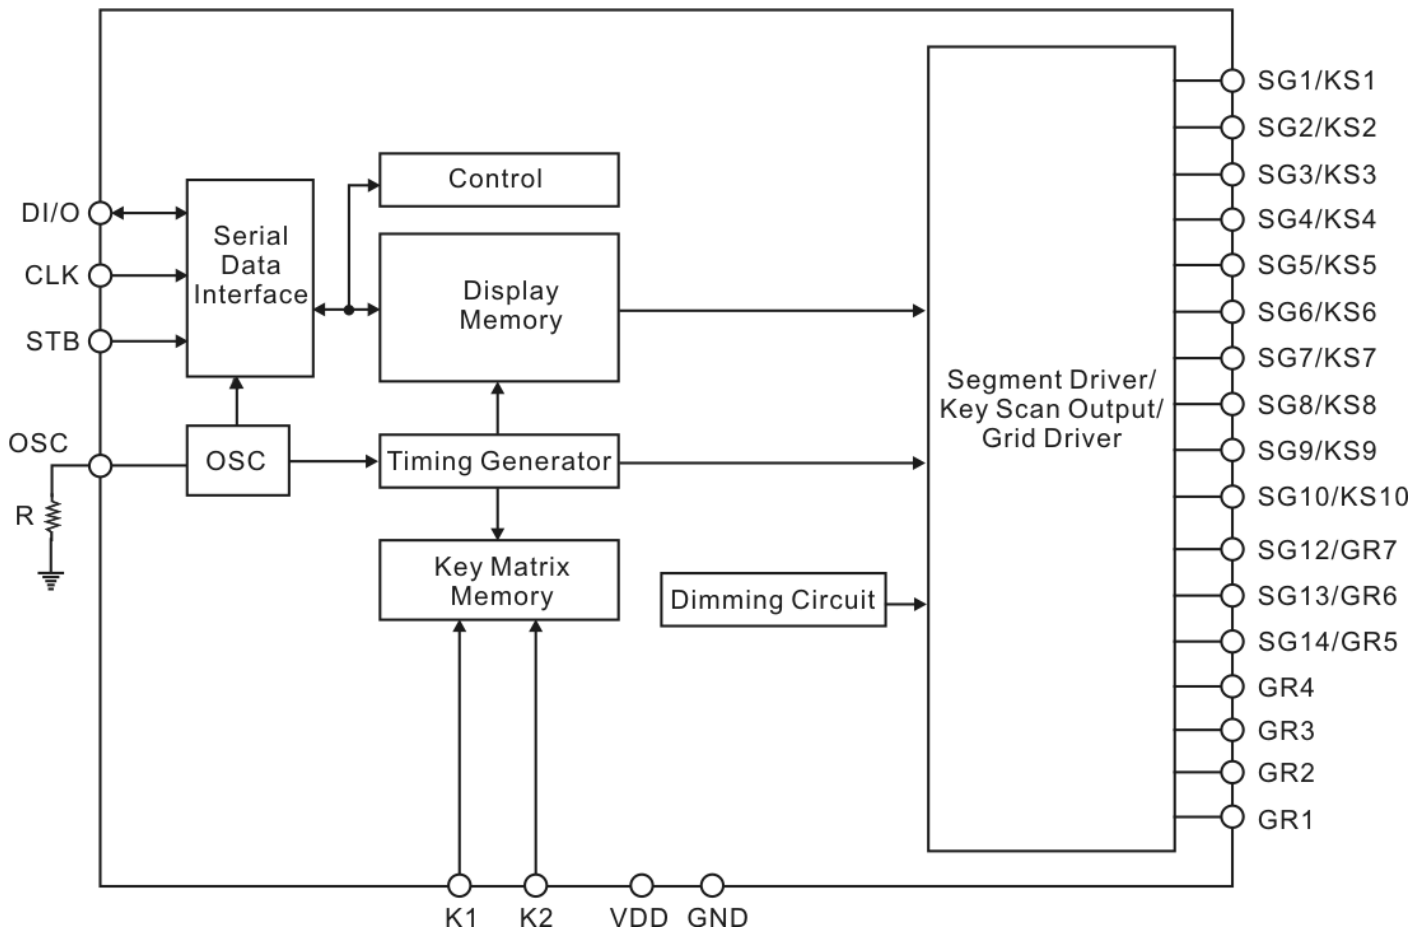 SG1/KS1
SG2/KS2
Control
SG3/KS3
DI/O
SG4/KS4
Serial
Data
Interface
CLK
SG5/KS5
Display
Memory
SG6/KS6
STB
SG7/KS7
Segment Driver/
Key Scan Output/
Grid Driver
SG8/KS8
OSC
OSC
Timing Generator
SG9/KS9
SG10/KS10
R
SG12/GR7
Key Matrix
Memory
Dimming Circuit
SG13/GR6
SG14/GR5
GR4
GR3
GR2
GR1
K1
K2
VDD
GND